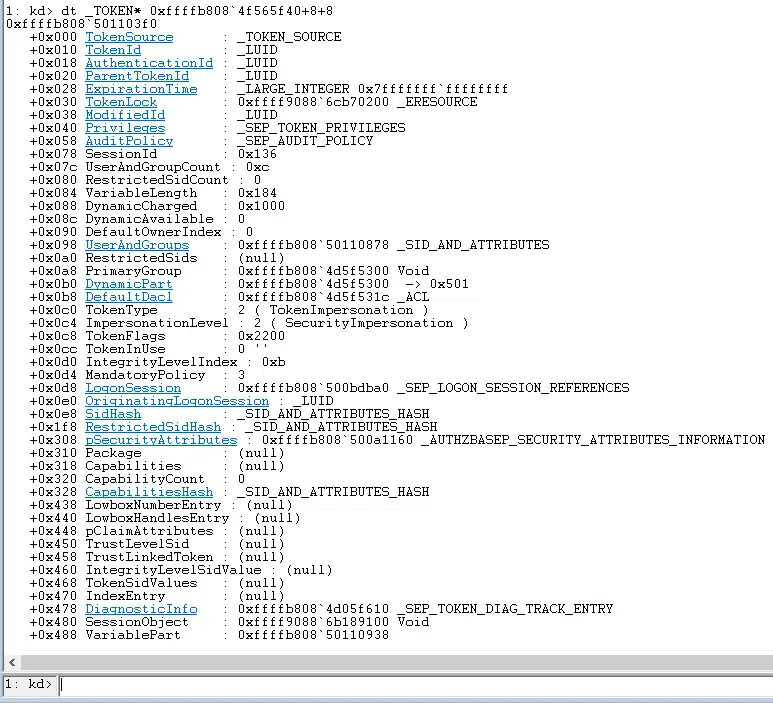 1: kd> dt _TOKEN* 0xffffb808`4f565f40+8+8
0xffffb808`501103f0
+0x000 TokenSource : _TOKEN_SOURCE
+0x010 TokenId : _LUID
+0x018 AuthenticationId : _LUID
+0x020 ParentTokenId : _LUID
+0x028 ExpirationTime : _LARGE_INTEGER 0x7fffffff`ffffffff
+0x030 TokenLock : 0xffff9088`6cb70200 _ERESOURCE
+0x038 ModifiedId : _LUID
+0x040 Privileges : _SEP_TOKEN_PRIVILEGES
+0x058 AuditPolicy : _SEP_AUDIT_POLICY
+0x078 SessionId : 0x136
+0x07c UserAndGroupCount : 0xc
+0x080 RestrictedSidCount : 0
+0x084 VariableLength : 0x184
+0x088 DynamicCharged : 0x1000
+0x08c DynamicAvailable : 0
+0x090 DefaultOwnerIndex : 0
+0x098 UserAndGroups : 0xffffb808`50110878 _SID_AND_ATTRIBUTES
+0x0a0 RestrictedSids : (null)
+0x0a8 PrimaryGroup : 0xffffb808`4d5f5300 Void
+0x0b0 DynamicPart : 0xffffb808`4d5f5300 -> 0x501
+0x0b8 DefaultDacl : 0xffffb808`4d5f531c _ACL
+0x0c0 TokenType : 2 ( TokenImpersonation )
+0x0c4 ImpersonationLevel : 2 ( SecurityImpersonation )
+0x0c8 TokenFlags : 0x2200
+0x0cc TokenInUse : 0 ''
+0x0d0 IntegrityLevelIndex : 0xb
+0x0d4 MandatoryPolicy : 3
+0x0d8 LogonSession : 0xffffb808`500bdba0 _SEP_LOGON_SESSION_REFERENCES
+0x0e0 OriginatingLogonSession : _LUID
+0x0e8 SidHash : _SID_AND_ATTRIBUTES_HASH
+0x1f8 RestrictedSidHash : _SID_AND_ATTRIBUTES_HASH
+0x308 pSecurityAttributes : 0xffffb808`500a1160 _AUTHZBASEP_SECURITY_ATTRIBUTES_INFORMATION
+0x310 Package : (null)
+0x318 Capabilities : (null)
+0x320 CapabilityCount : 0
+0x328 CapabilitiesHash : _SID_AND_ATTRIBUTES_HASH
+0x438 LowboxNumberEntry : (null)
+0x440 LowboxHandlesEntry : (null)
+0x448 pClaimAttributes : (null)
+0x450 TrustLevelSid : (null)
+0x458 TrustLinkedToken : (null)
+0x460 IntegrityLevelSidValue : (null)
+0x468 TokenSidValues : (null)
+0x470 IndexEntry : (null)
+0x478 DiagnosticInfo : 0xffffb808`4d05f610 _SEP_TOKEN_DIAG_TRACK_ENTRY
+0x480 SessionObject : 0xffff9088`6b189100 Void
+0x488 VariablePart : 0xffffb808`50110938
1: kd>